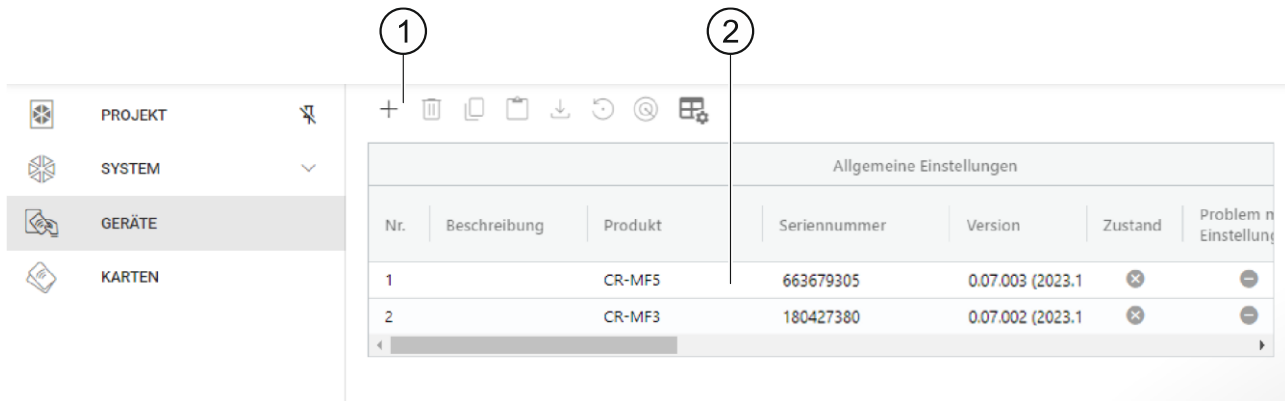 1 2
PROJEKT
SYSTEM
GERÄTE
KARTEN
Allgemeine Einstellungen
Nr. Beschreibung Produkt Seriennummer Version Zustand Problem m
Einstellung
1 CR-MF5 663679305 0.07.003 (2023.1
2 CR-MF3 180427380 0.07.002 (2023.1